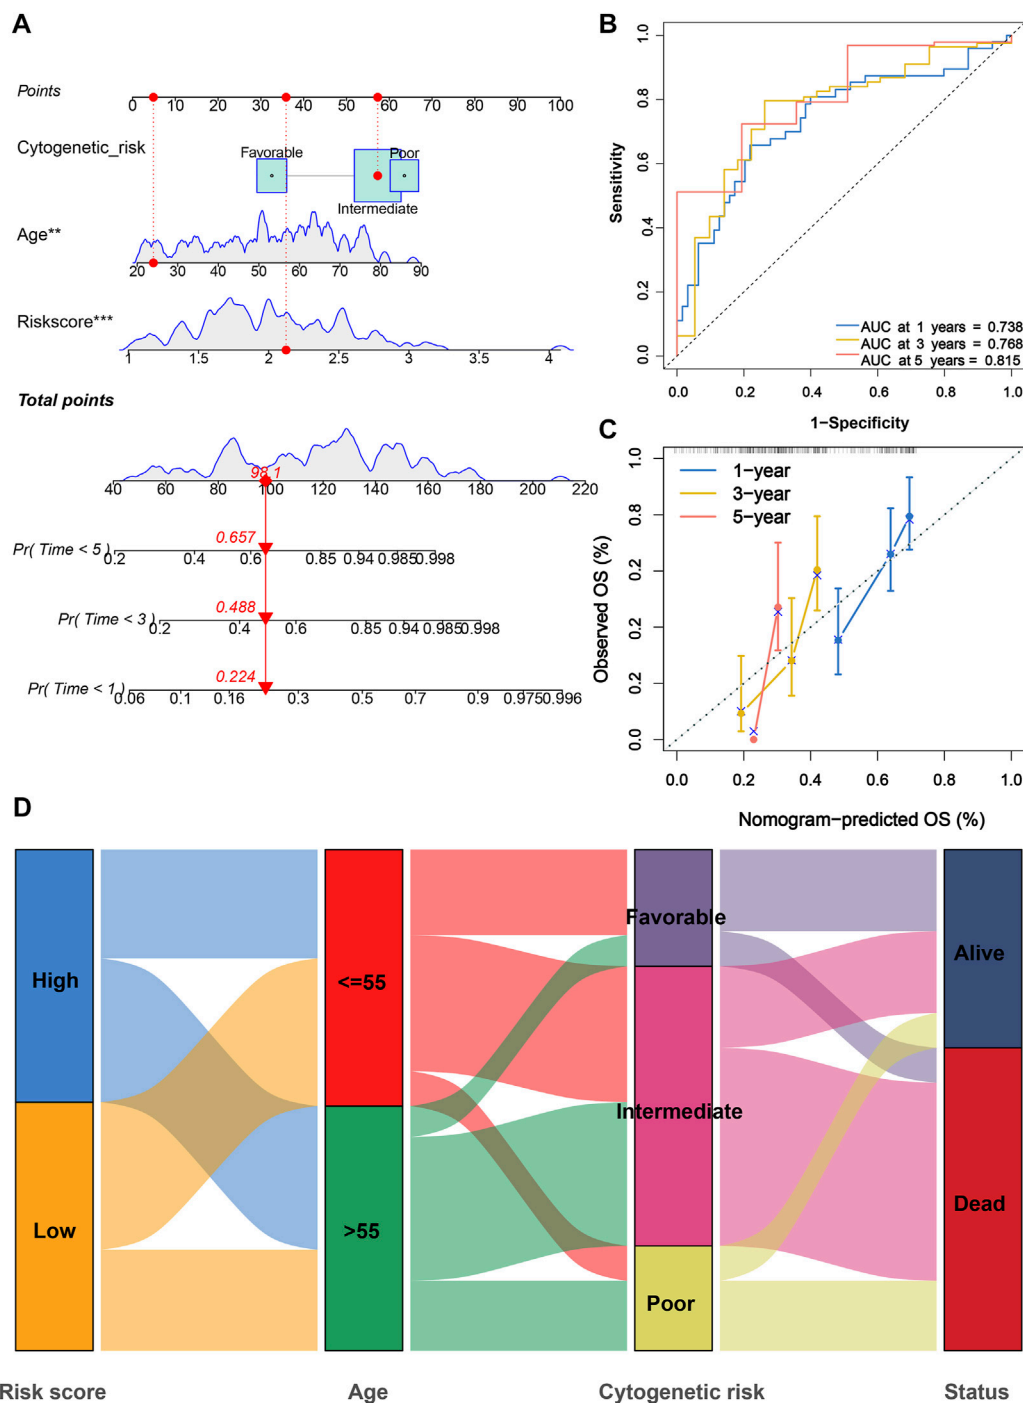 A
Points
0 10 20 30 40 50 60 70 80 90 100
Cytogenetic_risk
Favorable
Poor
Intermediate
Age**
20 30 40 50 60 70 80 90
Riskscore***
1 1.5 2 2.5 3 3.5 4
Total points
98.1
40 60 80 100 120 140 160 180 200 220
0.657
Pr( Time < 5)
0.2 0.4 0.6 0.85 0.94 0.985 0.998
0.488
Pr( Time < 3)
0.2 0.4 0.6 0.85 0.94 0.985 0.998
0.224
Pr( Time < 1)
0.06 0.1 0.16 0.3 0.5 0.7 0.9 0.975 0.996
B
Sensitivity
1.0
0.8
0.6
0.4
0.2
0.0
AUC at 1 years = 0.738
AUC at 3 years = 0.768
AUC at 5 years = 0.815
0.0 0.2 0.4 0.6 0.8 1.0
1−Specificity
C
Observed OS (%)
1.0
0.8
0.2
0.2
0.2
0.0
1−year
3−year
5−year
0.0 0.2 0.4 0.6 0.8 1.0
Nomogram−predicted OS (%)
D
High
Low
<=55
>55
Favorable
Intermediate
Poor
Alive
Dead
Risk score
Age
Cytogenetic risk
Status